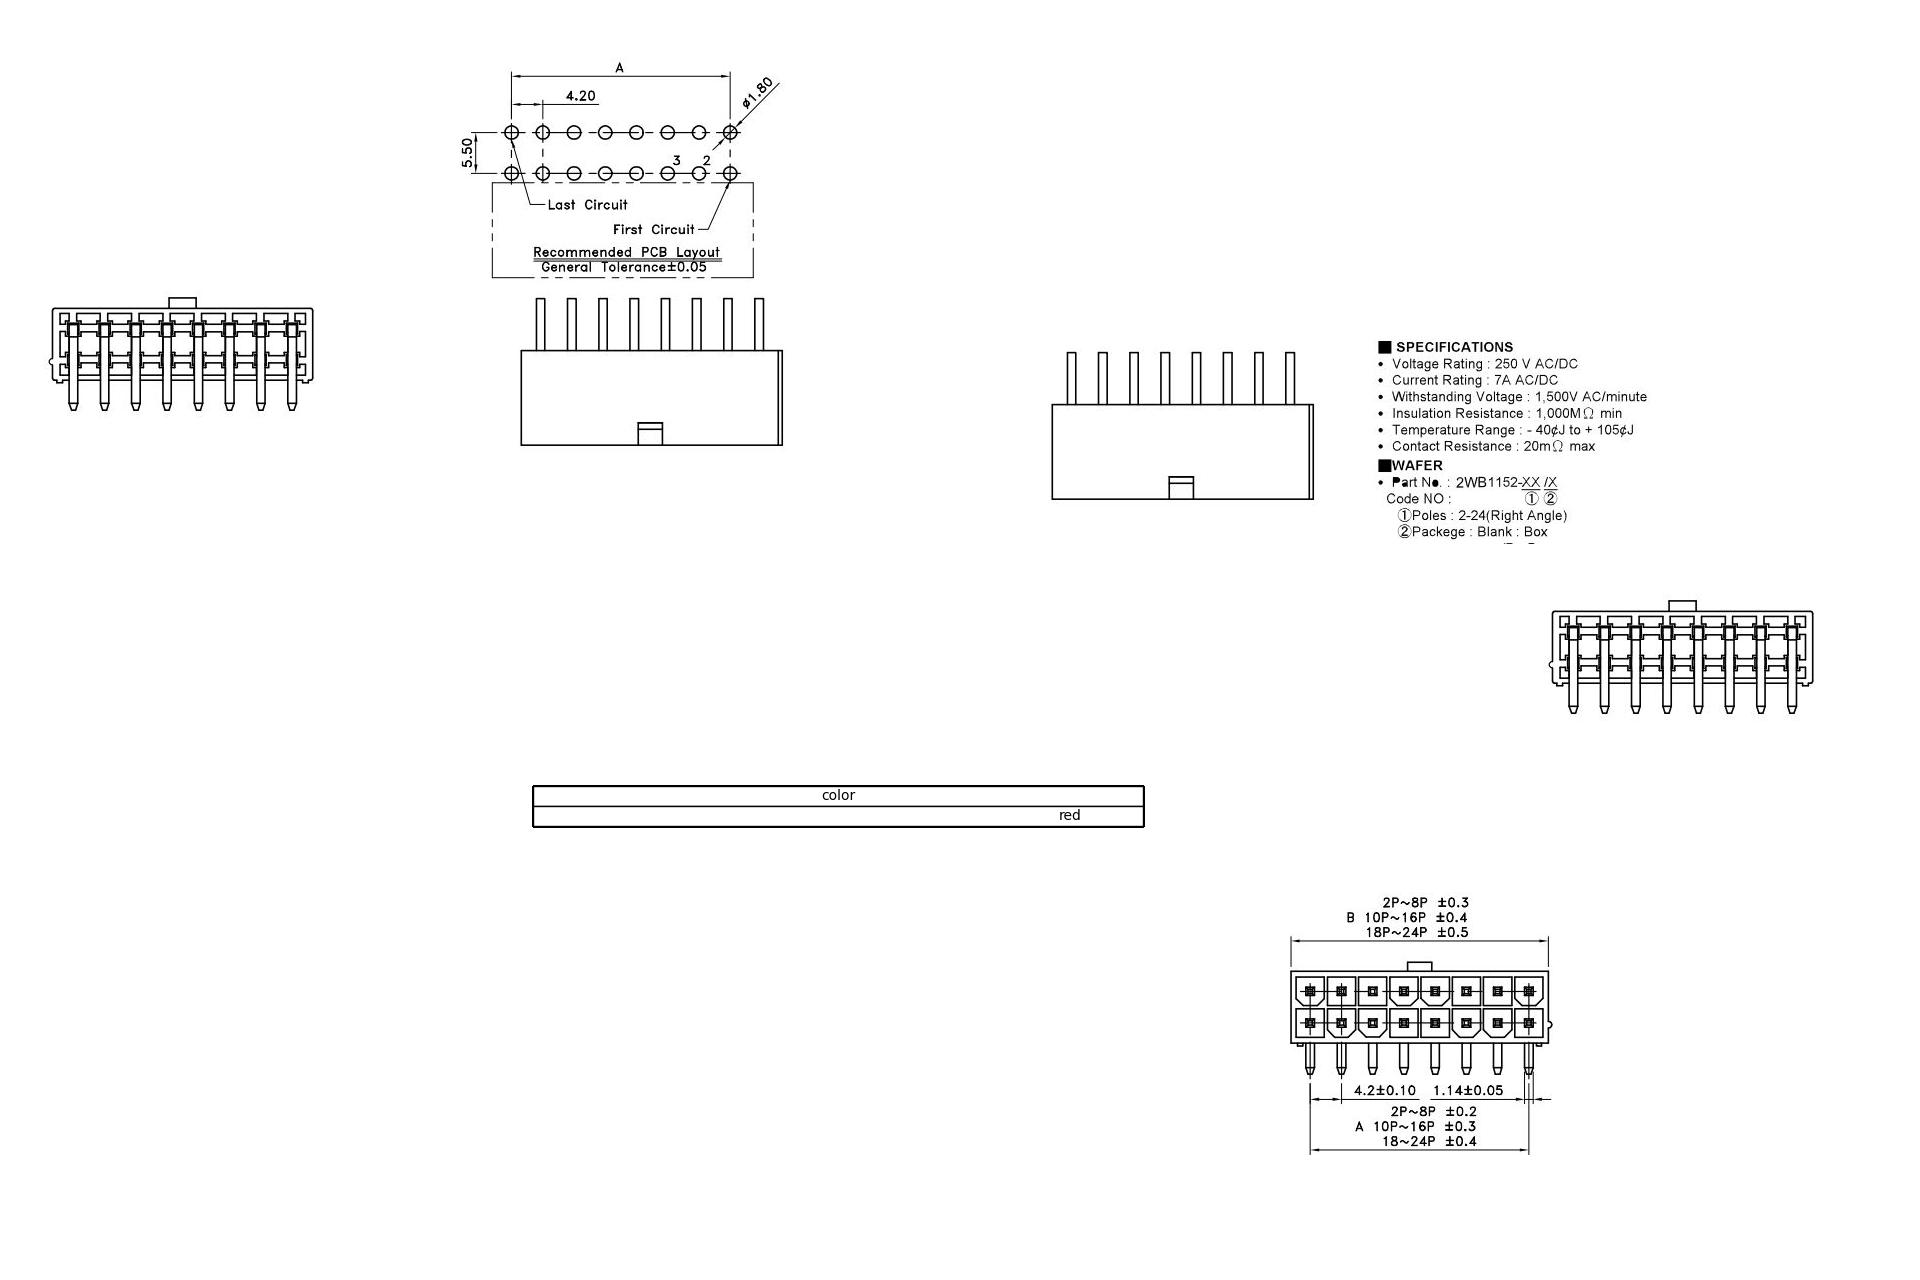 A
4.20
ø1.80
5.50
3 2
Last Circuit
First Circuit
Recommended PCB Layout
General Tolerance±0.05
■ SPECIFICATIONS
• Voltage Rating : 250 V AC/DC
• Current Rating : 7A AC/DC
• Withstanding Voltage : 1,500V AC/minute
• Insulation Resistance : 1,000MΩ min
• Temperature Range : - 40¢J to + 105¢J
• Contact Resistance : 20mΩ max
■WAFER
• Part No. : 2WB1152-XX /X
Code NO : ① ②
①Poles : 2-24(Right Angle)
②Packege : Blank : Box
color
red
2P~8P ±0.3
B 10P~16P ±0.4
18P~24P ±0.5
4.2±0.10 1.14±0.05
2P~8P ±0.2
A 10P~16P ±0.3
18~24P ±0.4